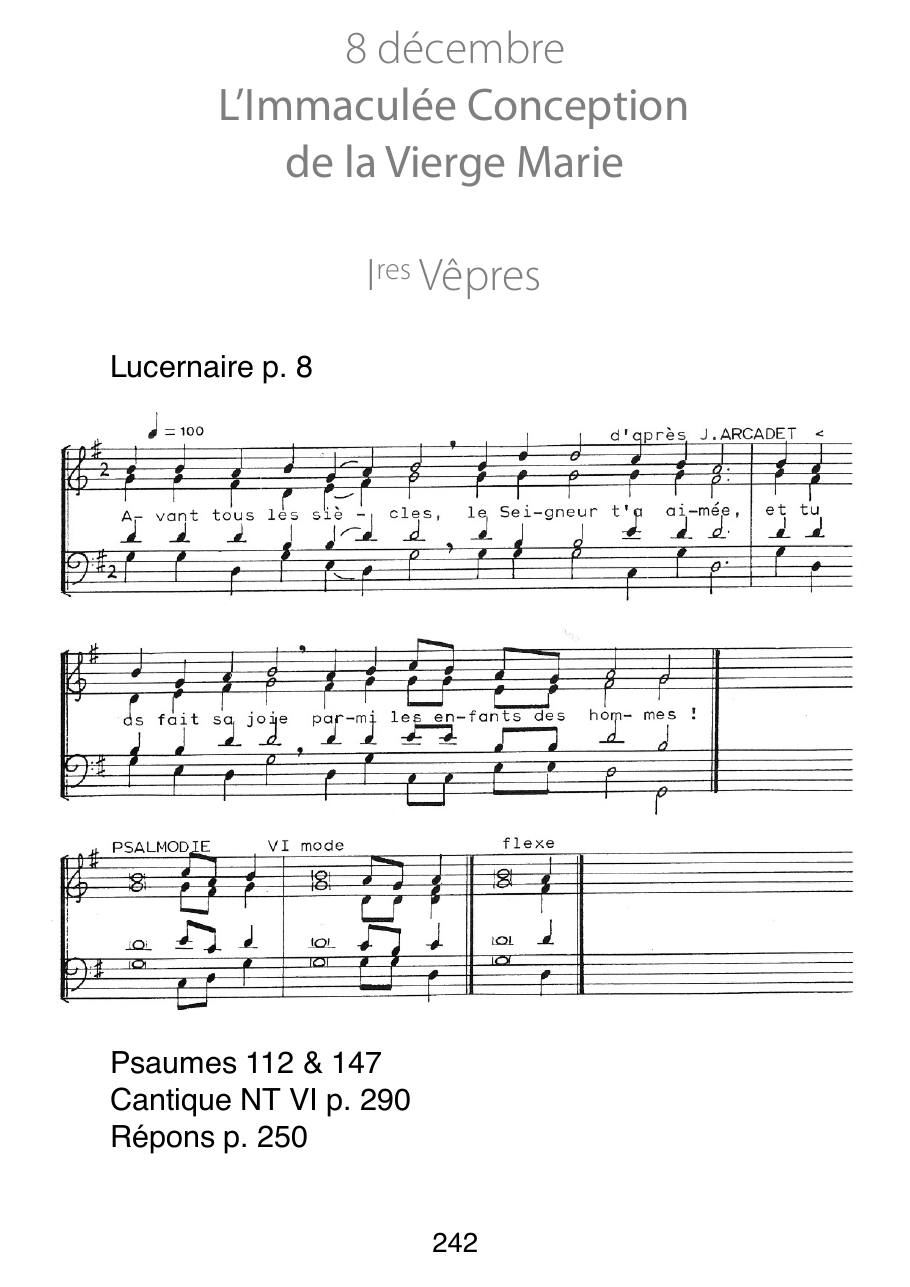 8 décembre
L’Immaculée Conception
de la Vierge Marie
Ires Vêpres
Lucernaire p. 8
= 100
d'après J.ARCADET <
2
A- vant tous les siè - cles, le Sei-gneur t'a ai-mée, et tu
2
as fait sa joie par-mi les en-fants des hom- mes !
PSALMODIE VI mode flexe
Psaumes 112 & 147
Cantique NT VI p. 290
Répons p. 250
242